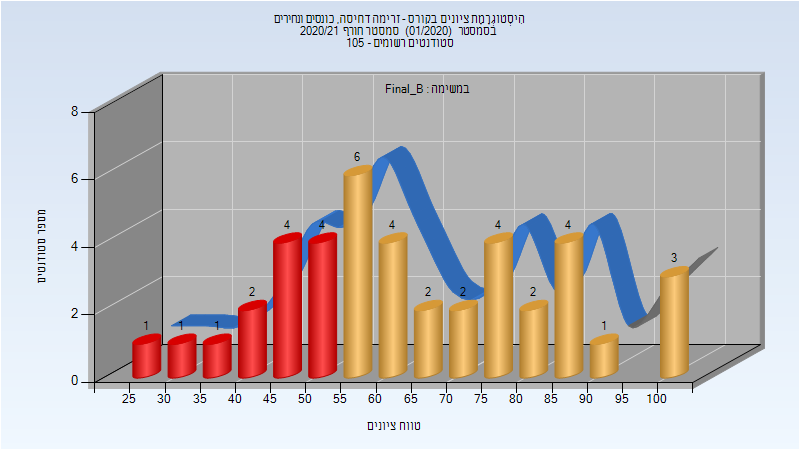 הִיסְטוֹגְרָמַת ציונים בקורס - זרימה דחיסה, כונסים ונחירים
בסמסטר (01/2020) סמסטר חורף 2020/21
סטודנטים רשומים - 105
במשימה : Final_B
מספר סטודנטים
8
6
4
2
0
1 1 1 2 4 4 6 4 2 2 4 2 4 1 3
25 30 35 40 45 50 55 60 65 70 75 80 85 90 95 100
טווח ציונים